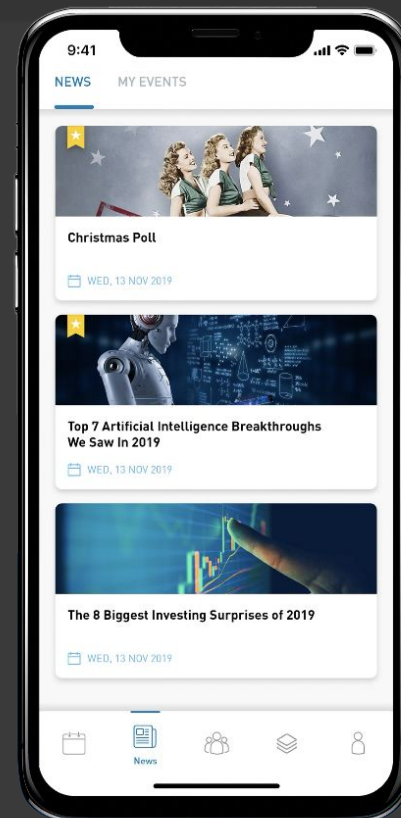 9:41
NEWS MY EVENTS
Christmas Poll
WED, 13 NOV 2019
Top 7 Artificial Intelligence Breakthroughs
We Saw In 2019
WED, 13 NOV 2019
The 8 Biggest Investing Surprises of 2019
WED, 13 NOV 2019
News